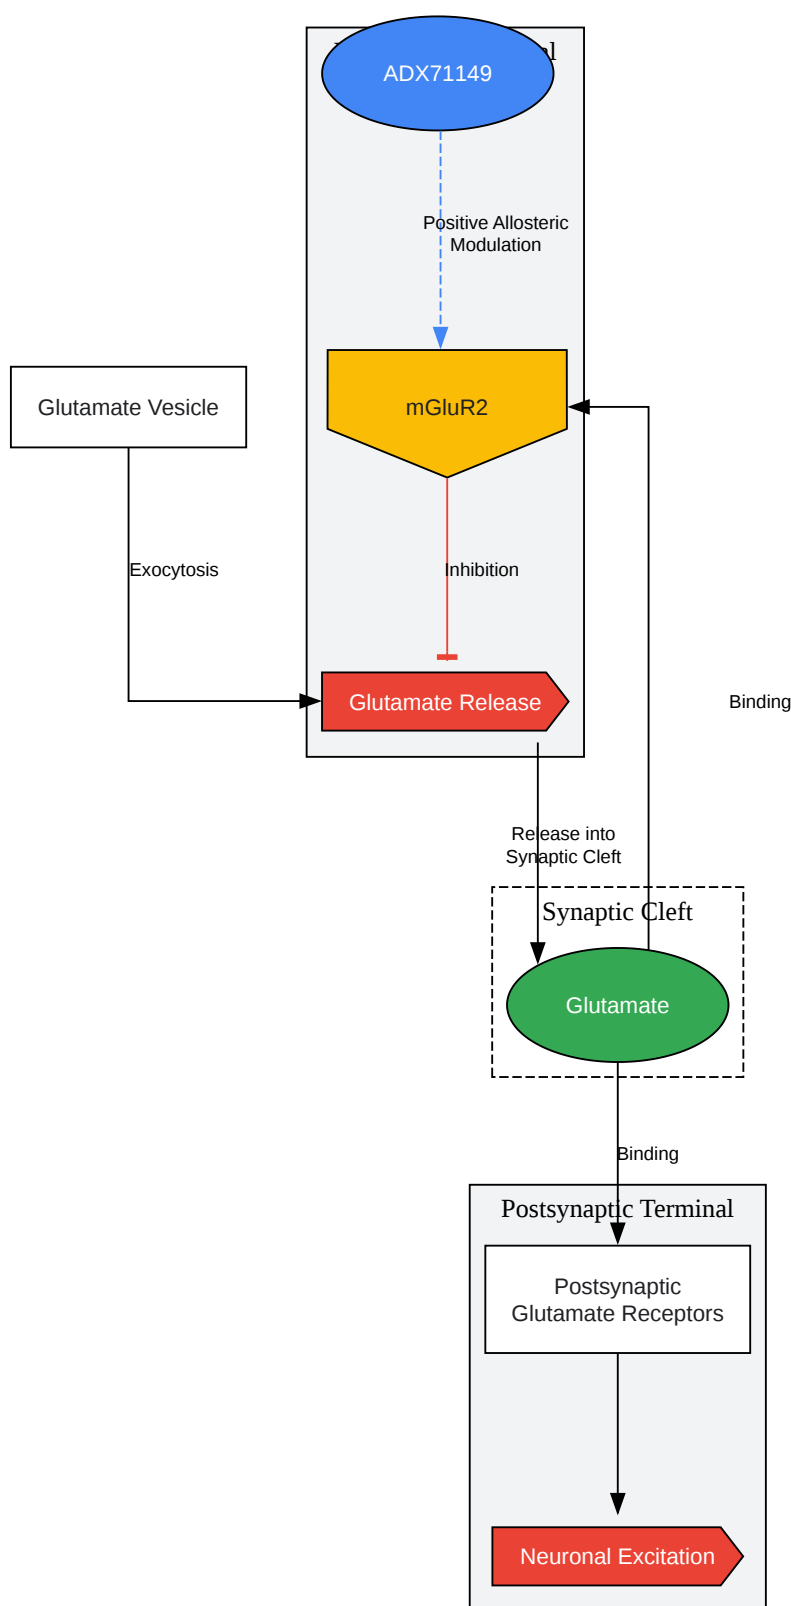 ADX71149
Positive Allosteric
Modulation
Glutamate Vesicle
mGluR2
Exocytosis
Inhibition
Glutamate Release
Binding
Release into
Synaptic Cleft
Synaptic Cleft
Glutamate
Binding
Postsynaptic Terminal
Postsynaptic
Glutamate Receptors
Neuronal Excitation